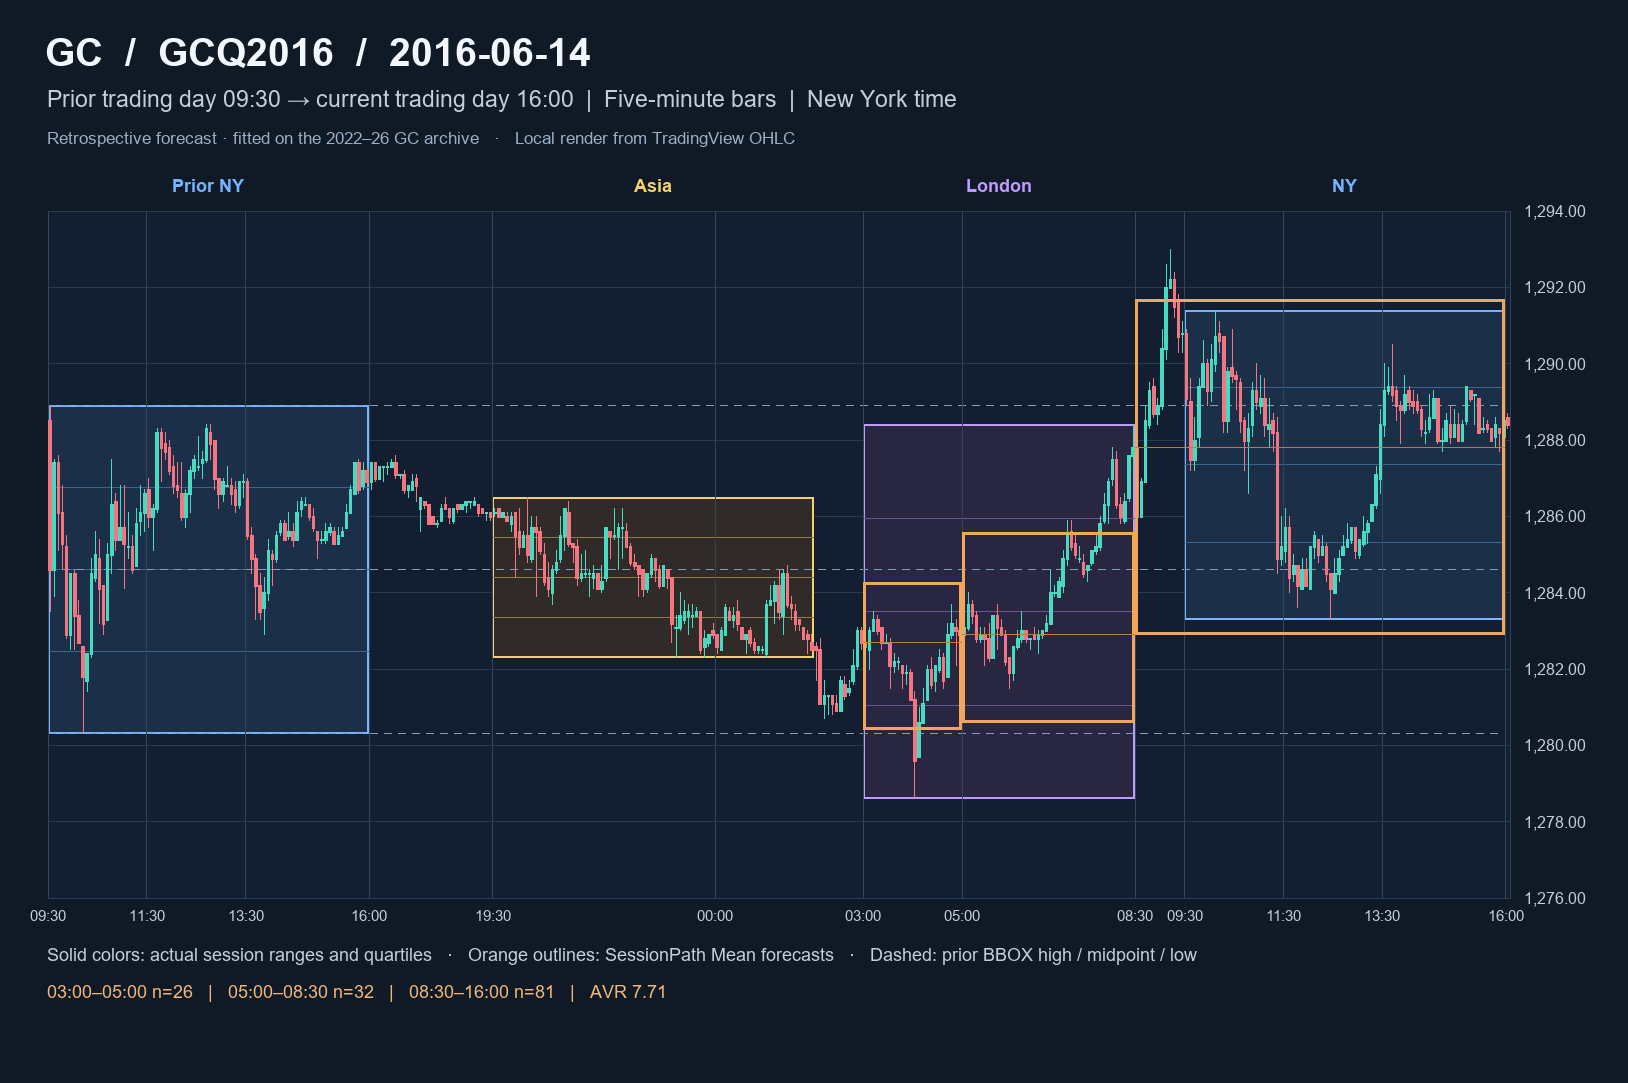 GC / GCQ2016 / 2016-06-14
Prior trading day 09:30 → current trading day 16:00 | Five-minute bars | New York time
Retrospective forecast · fitted on the 2022–26 GC archive · Local render from TradingView OHLC
Prior NY Asia London NY
1,294.00
1,292.00
1,290.00
1,288.00
1,286.00
1,284.00
1,282.00
1,280.00
1,278.00
1,276.00
09:30 11:30 13:30 16:00 19:30 00:00 03:00 05:00 08:30 09:30 11:30 13:30 16:00
Solid colors: actual session ranges and quartiles · Orange outlines: SessionPath Mean forecasts · Dashed: prior BBOX high / midpoint / low
03:00–05:00 n=26 | 05:00–08:30 n=32 | 08:30–16:00 n=81 | AVR 7.71